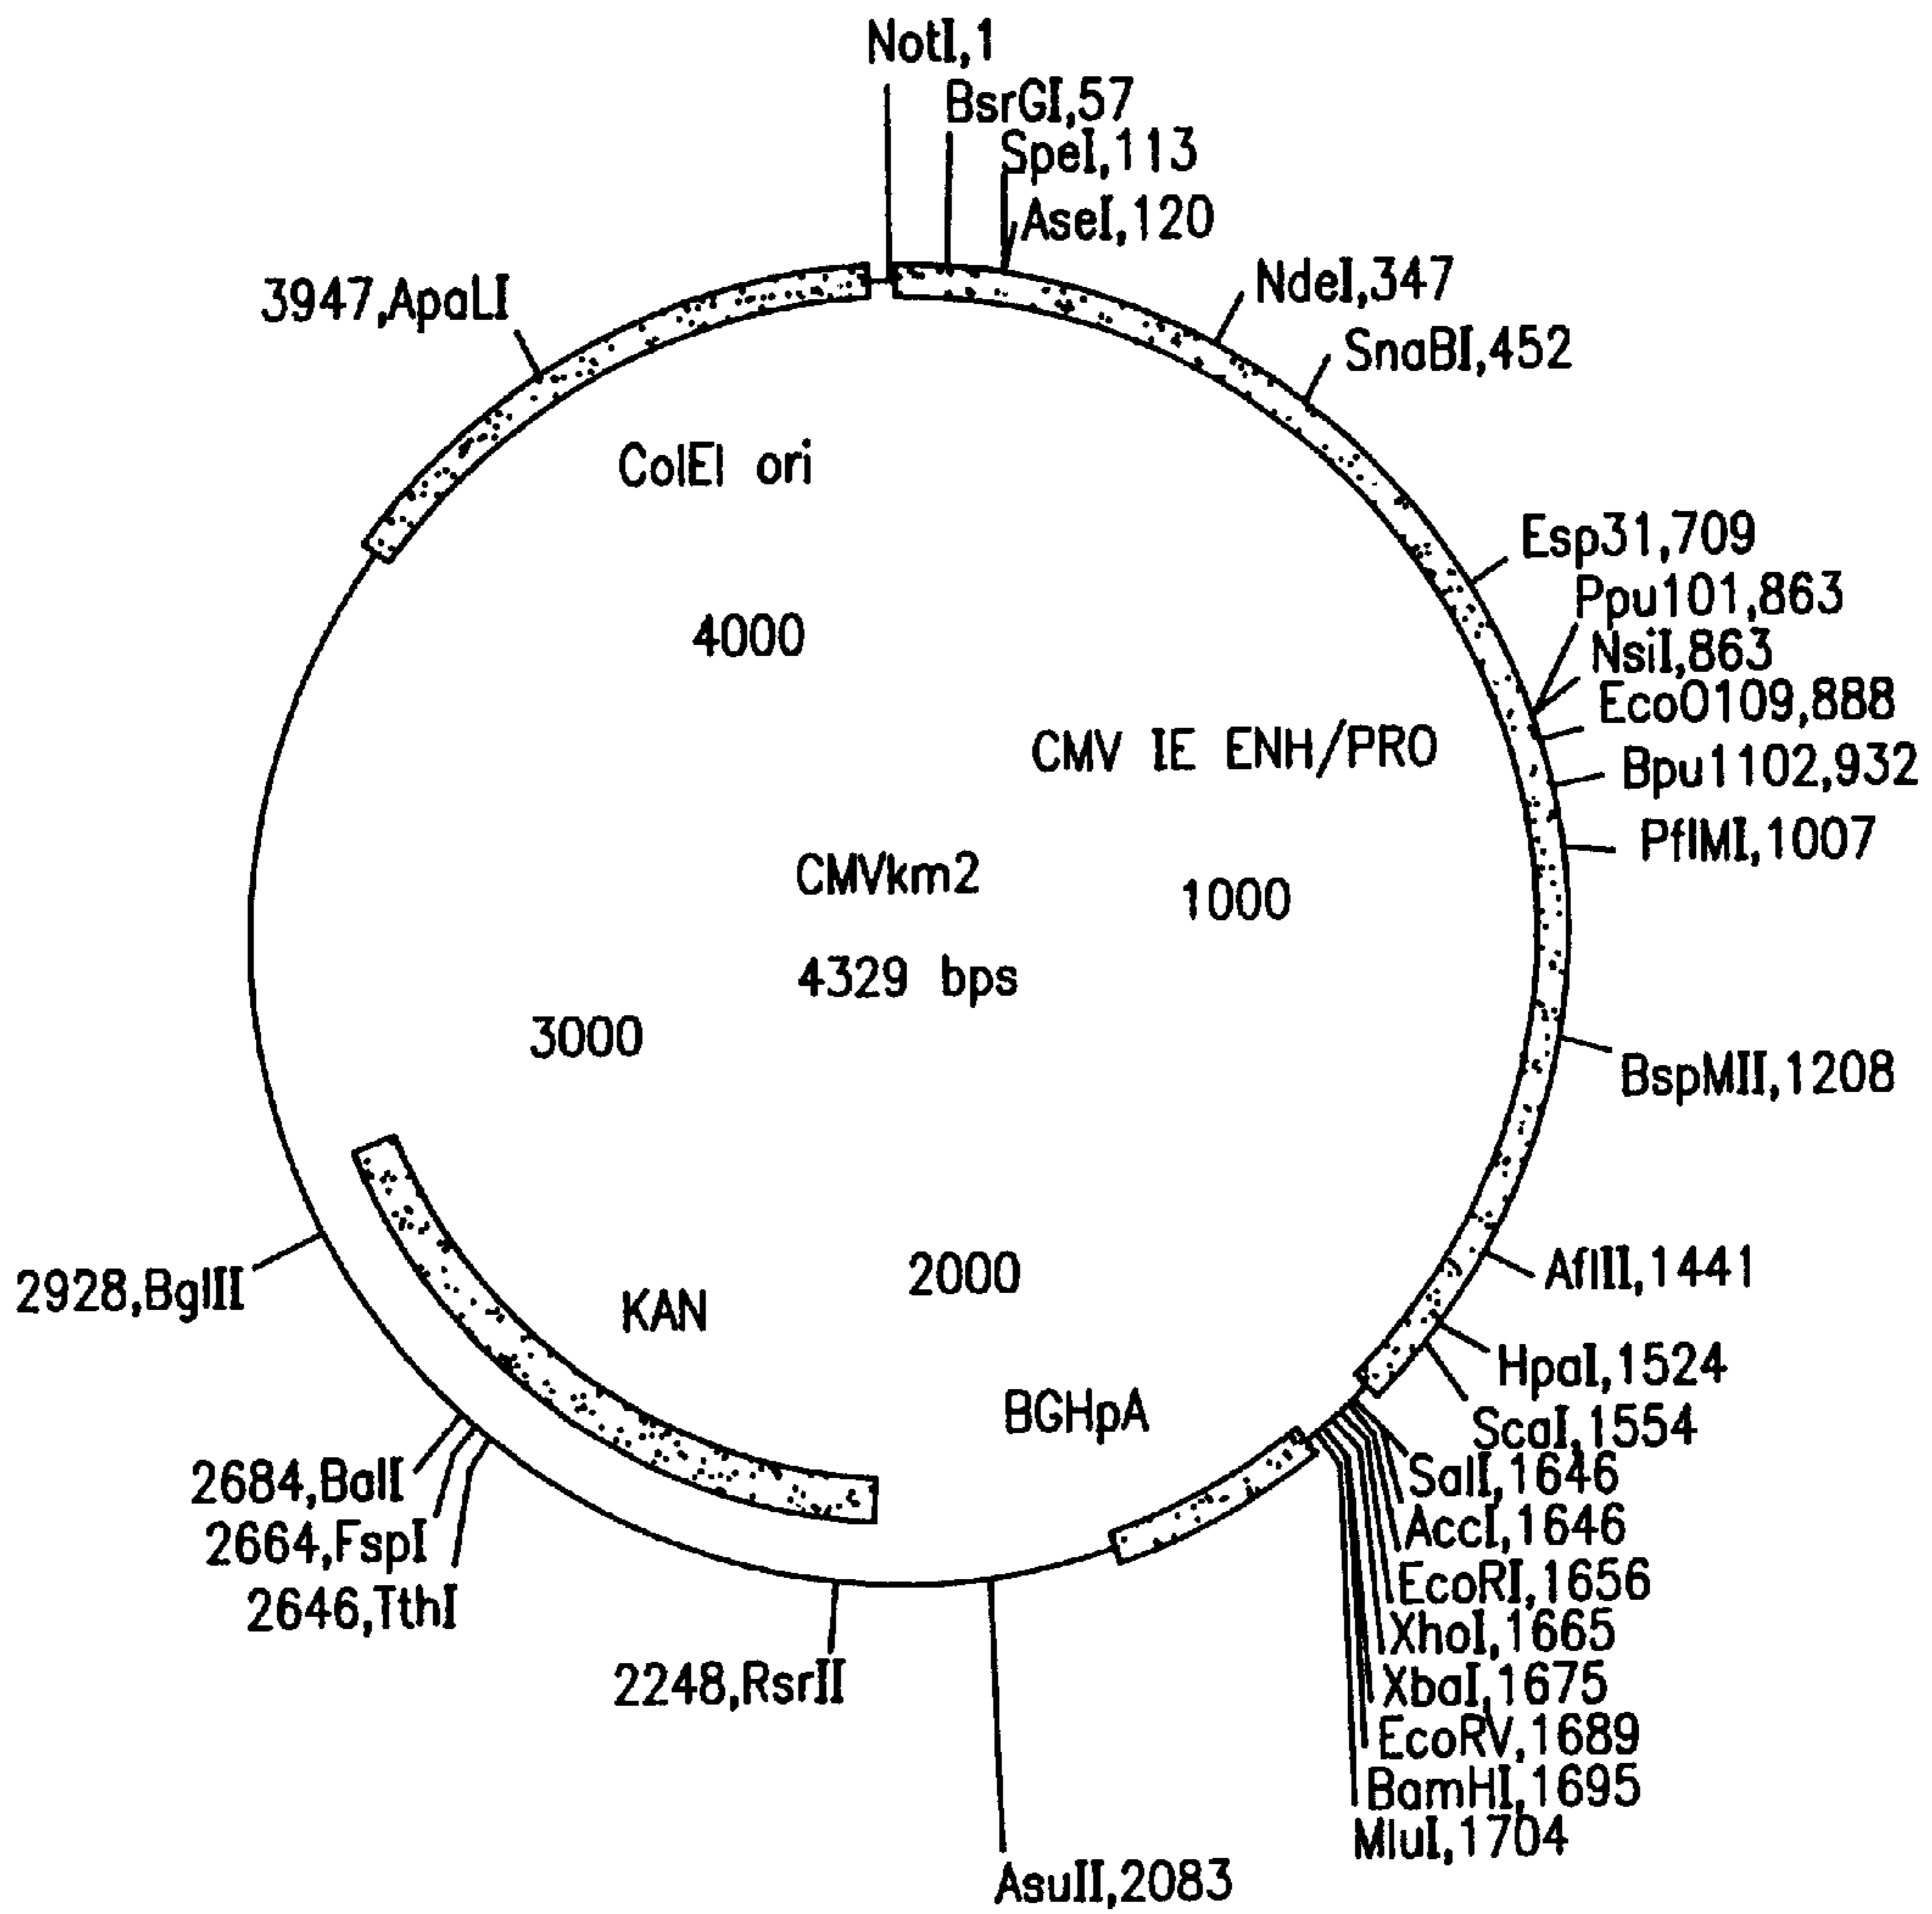 NotI,1
BsrGI,57
SpeI,113
AseI,120
NdeI,347
3947,ApaLI
SnaBI,452
ColEI ori
Esp31,709
Ppu101,863
4000
NsiI,863
EcoO109,888
CMV IE ENH/PRO
Bpu1102,932
PflMI,1007
CMVkm2
1000
4329 bps
3000
BspMII,1208
2000
AflII,1441
2928,BglII
KAN
HpaI,1524
BGHpA
ScaI,1554
SalI,1646
2684,BalI
AccI,1646
2664,FspI
EcoRI,1656
2646,TthI
XhoI,1665
2248,RsrII
XbaI,1675
EcoRV,1689
BamHI,1695
MluI,1704
AsuII,2083